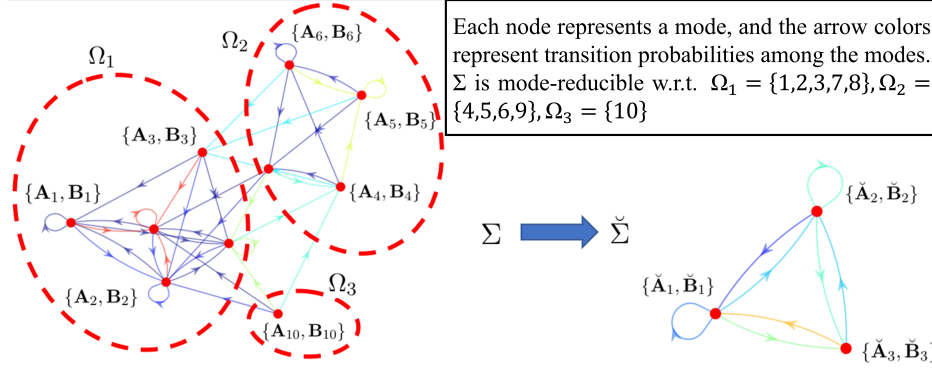 Each node represents a mode, and the arrow colors
represent transition probabilities among the modes.
Σ is mode-reducible w.r.t. Ω₁ = {1,2,3,7,8}, Ω₂ =
{4,5,6,9}, Ω₃ = {10}
Ω₁
Ω₂
{A₆, B₆}
{A₅, B₅}
{A₃, B₃}
{A₄, B₄}
{A₁, B₁}
{A₂, B₂}
Ω₃
{A₁₀, B₁₀}
Σ
Σ̆
{Ă₂, B̆₂}
{Ă₁, B̆₁}
{Ă₃, B̆₃}